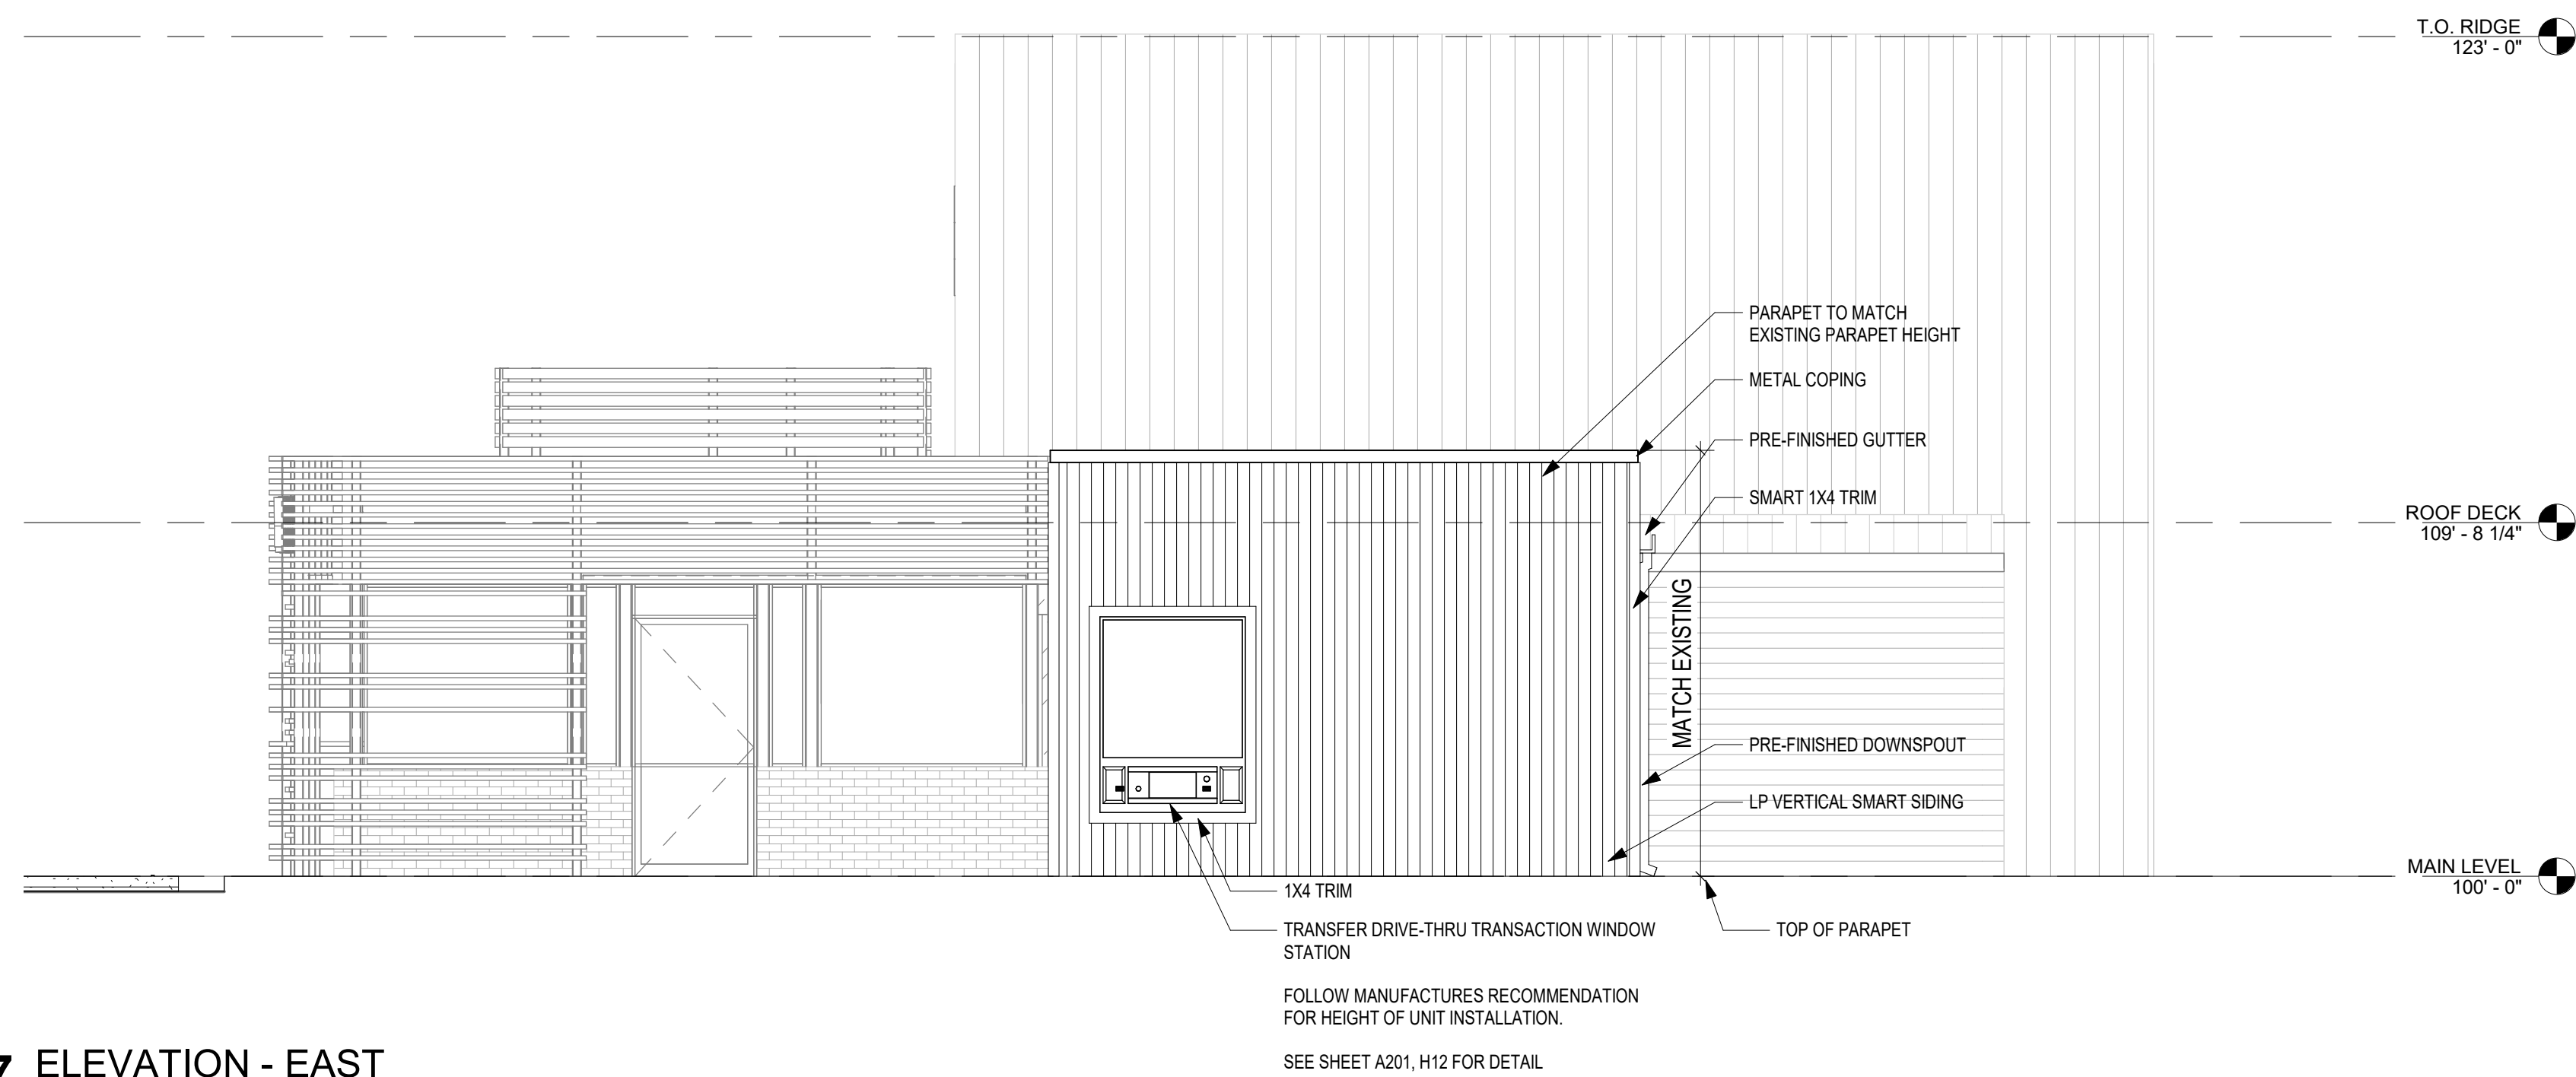 T.O. RIDGE
123' - 0"
PARAPET TO MATCH
EXISTING PARAPET HEIGHT
METAL COPING
PRE-FINISHED GUTTER
SMART 1X4 TRIM
ROOF DECK
109' - 8 1/4"
MATCH EXISTING
PRE-FINISHED DOWNSPOUT
LP VERTICAL SMART SIDING
MAIN LEVEL
100' - 0"
1X4 TRIM
TRANSFER DRIVE-THRU TRANSACTION WINDOW
STATION
TOP OF PARAPET
FOLLOW MANUFACTURES RECOMMENDATION
FOR HEIGHT OF UNIT INSTALLATION.
SEE SHEET A201, H12 FOR DETAIL
ELEVATION - EAST